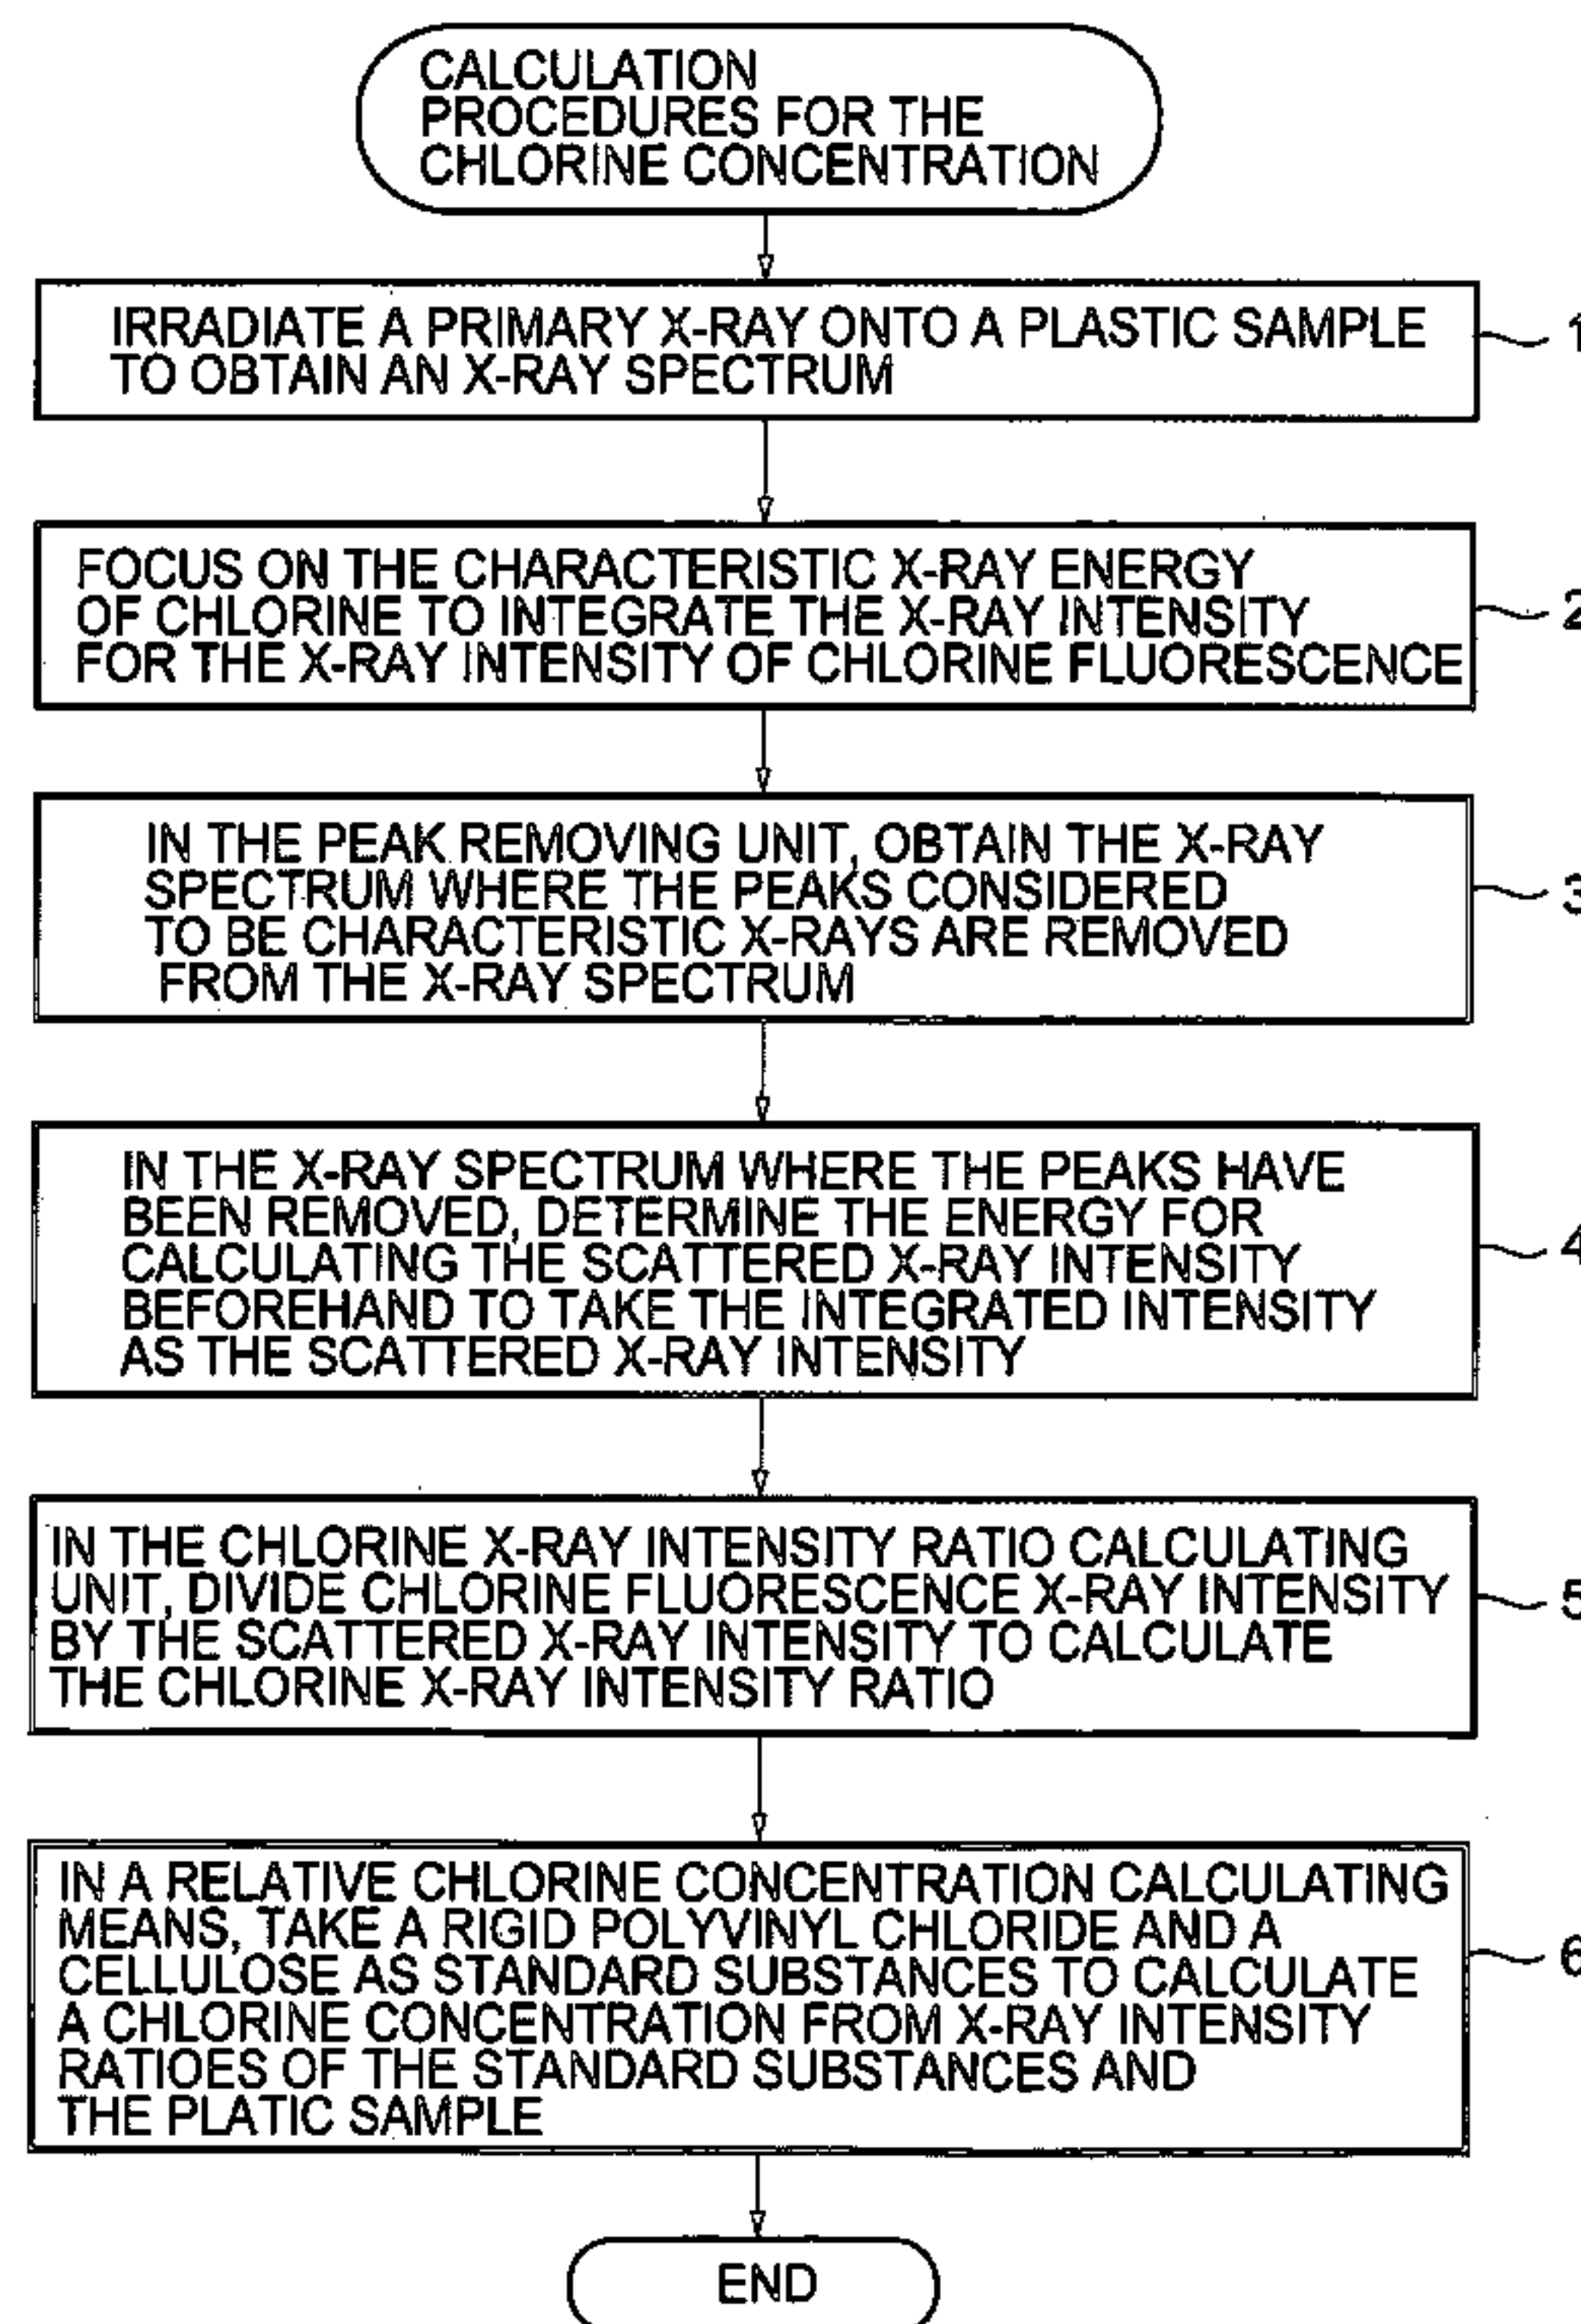 CALCULATION
PROCEDURES FOR THE
CHLORINE CONCENTRATION
IRRADIATE A PRIMARY X-RAY ONTO A PLASTIC SAMPLE
TO OBTAIN AN X-RAY SPECTRUM
1
FOCUS ON THE CHARACTERISTIC X-RAY ENERGY
OF CHLORINE TO INTEGRATE THE X-RAY INTENSITY
FOR THE X-RAY INTENSITY OF CHLORINE FLUORESCENCE
2
IN THE PEAK REMOVING UNIT, OBTAIN THE X-RAY
SPECTRUM WHERE THE PEAKS CONSIDERED
TO BE CHARACTERISTIC X-RAYS ARE REMOVED
FROM THE X-RAY SPECTRUM
3
IN THE X-RAY SPECTRUM WHERE THE PEAKS HAVE
BEEN REMOVED, DETERMINE THE ENERGY FOR
CALCULATING THE SCATTERED X-RAY INTENSITY
BEFOREHAND TO TAKE THE INTEGRATED INTENSITY
AS THE SCATTERED X-RAY INTENSITY
4
IN THE CHLORINE X-RAY INTENSITY RATIO CALCULATING
UNIT, DIVIDE CHLORINE FLUORESCENCE X-RAY INTENSITY
BY THE SCATTERED X-RAY INTENSITY TO CALCULATE
THE CHLORINE X-RAY INTENSITY RATIO
5
IN A RELATIVE CHLORINE CONCENTRATION CALCULATING
MEANS, TAKE A RIGID POLYVINYL CHLORIDE AND A
CELLULOSE AS STANDARD SUBSTANCES TO CALCULATE
A CHLORINE CONCENTRATION FROM X-RAY INTENSITY
RATIOES OF THE STANDARD SUBSTANCES AND
THE PLATIC SAMPLE
6
END